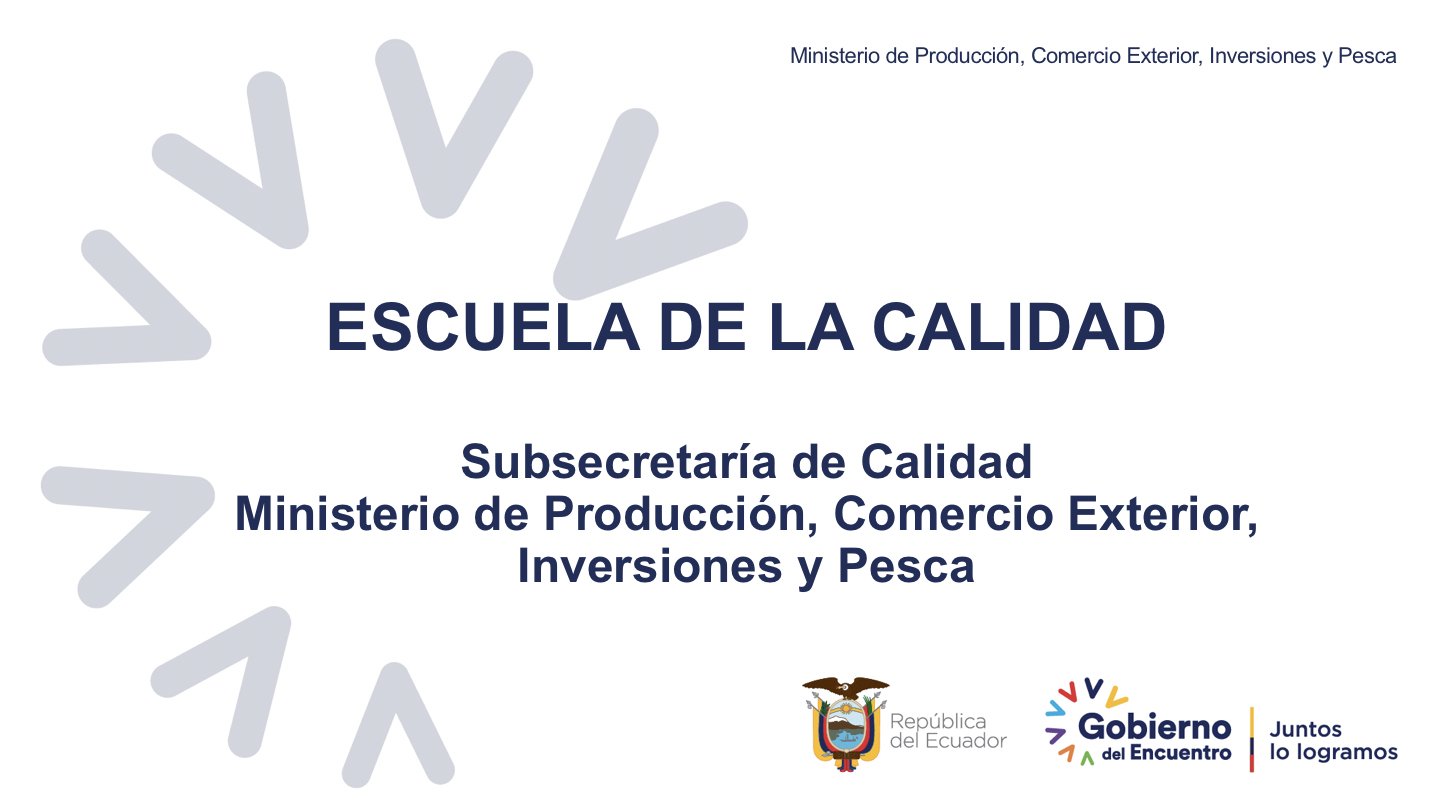 Ministerio de Producción, Comercio Exterior, Inversiones y Pesca
ESCUELA DE LA CALIDAD
Subsecretaría de Calidad
Ministerio de Producción, Comercio Exterior,
Inversiones y Pesca
República
del Ecuador
Gobierno
del Encuentro
Juntos
lo logramos